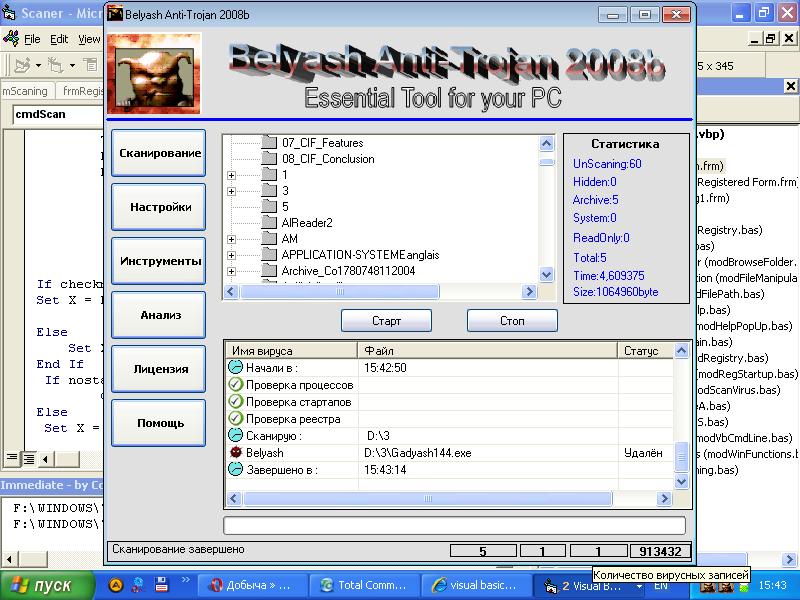 Scaner - Micr
File Edit View
5 x 345
mScaning frmRegis
cmdScan
If checkm
Set X =
Else
Set
End If
If nosta
Else
Set X =
Immediate - by Co
F:\WINDOWS\
F:\WINDOWS\
Belyash Anti-Trojan 2008b
Belyash Anti-Trojan 2008b
Essential Tool for your PC
Сканирование
Настройки
Инструменты
Анализ
Лицензия
Помощь
07_CIF_Features
08_CIF_Conclusion
1
3
5
AlReader2
AM
APPLICATION-SYSTEMEanglais
Archive_Co1780748112004
Статистика
UnScaning:60
Hidden:0
Archive:5
System:0
ReadOnly:0
Total:5
Time:4,609375
Size:1064960byte
Старт Стоп
Имя вируса Файл Статус
Начали в : 15:42:50
Проверка процессов
Проверка стартапов
Проверка реестра
Сканирую : D:\3
Belyash D:\3\Gadyash144.exe Удалён
Завершено в : 15:43:14
Сканирование завершено 5 1 1 913432
Количество вирусных записей
.vbp)
n.frm)
Registered Form.frm)
g1.frm)
Registry.bas)
bas)
r (modBrowseFolder.
tion (modFileManipula
odFilePath.bas)
lp.bas)
modHelpPopUp.bas)
ain.bas)
odRegistry.bas)
(modRegStartup.bas)
modScanVirus.bas)
eA.bas)
S.bas)
modVbCmdLine.bas)
s (modWinFunctions.b
ning.bas)
пуск
Добыча » ...
Total Comm...
visual basic...
2 Visual B...
EN
15:43